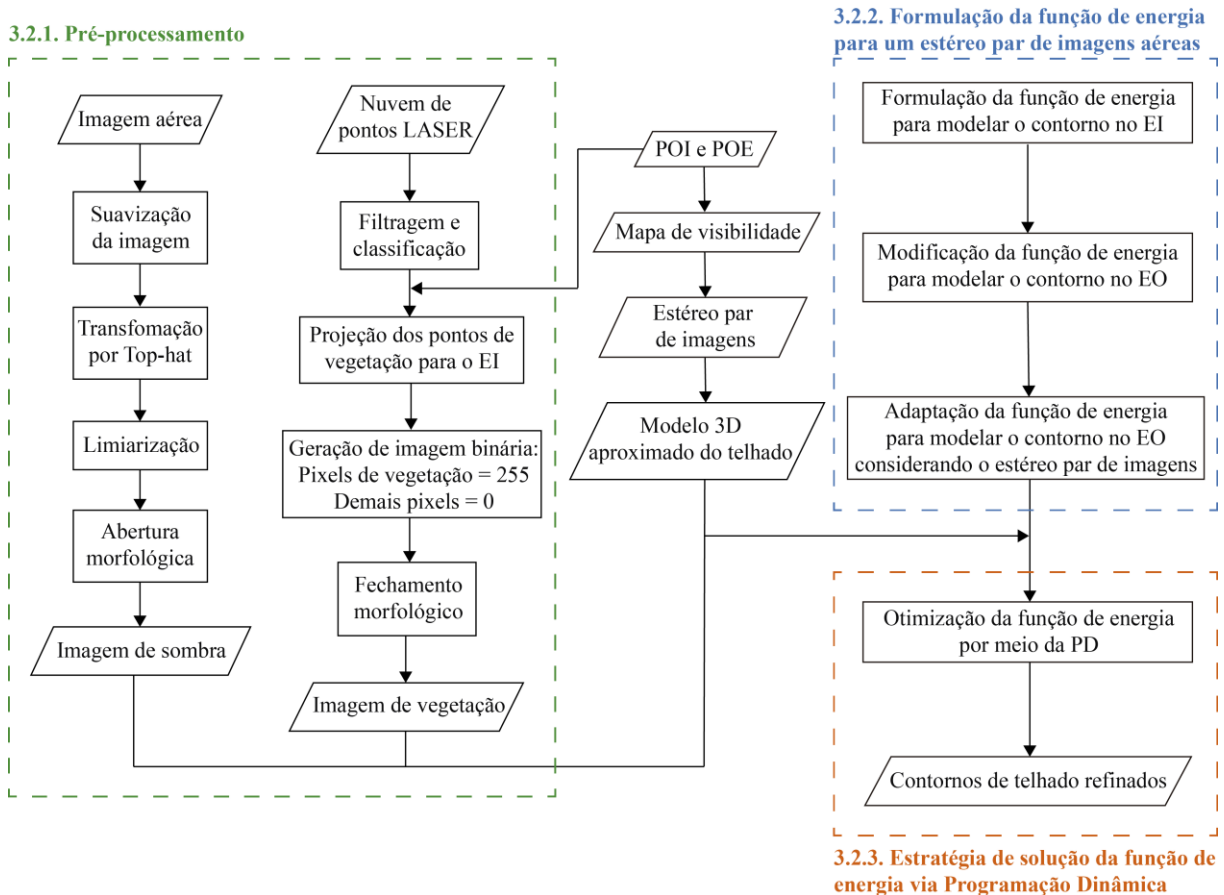 3.2.1. Pré-processamento
Imagem aérea
Suavização
da imagem
Transfomação
por Top-hat
Limiarização
Abertura
morfológica
Imagem de sombra
Nuvem de
pontos LASER
Filtragem e
classificação
Projeção dos pontos de
vegetação para o EI
Geração de imagem binária:
Pixels de vegetação = 255
Demais pixels = 0
Fechamento
morfológico
Imagem de vegetação
POI e POE
Mapa de visibilidade
Estéreo par
de imagens
Modelo 3D
aproximado do telhado
3.2.2. Formulação da função de energia
para um estéreo par de imagens aéreas
Formulação da função de energia
para modelar o contorno no EI
Modificação da função de energia
para modelar o contorno no EO
Adaptação da função de energia
para modelar o contorno no EO
considerando o estéreo par de imagens
Otimização da função de energia
por meio da PD
Contornos de telhado refinados
3.2.3. Estratégia de solução da função de
energia via Programação Dinâmica